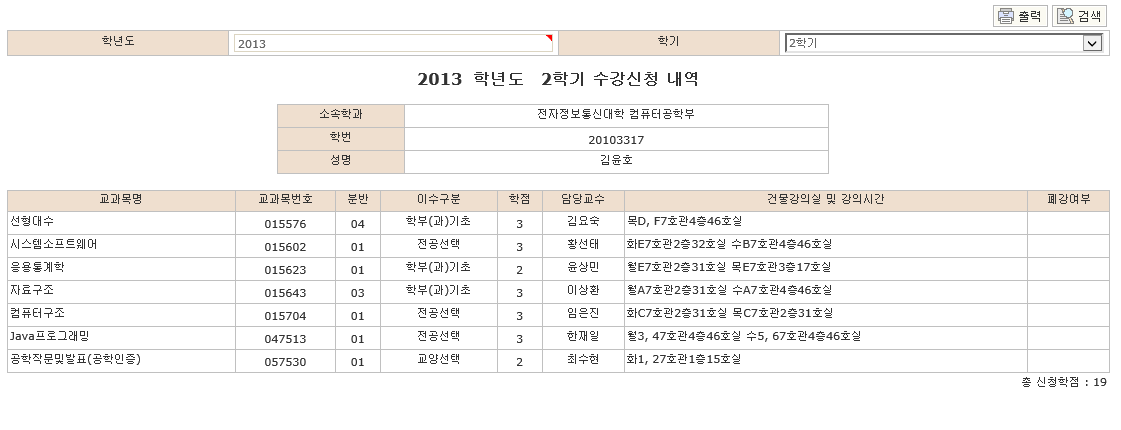 출력 검색
학년도 2013 학기 2학기
2013 학년도 2학기 수강신청 내역
소속학과 전자정보통신대학 컴퓨터공학부
학번 20103317
성명 김윤호
교과목명 교과목번호 분반 이수구분 학점 담당교수 건물강의실 및 강의시간 폐강여부
선형대수 015576 04 학부(과)기초 3 김요숙 목D, F7호관4층46호실
시스템소프트웨어 015602 01 전공선택 3 황선태 화E7호관2층32호실 수B7호관4층46호실
응용통계학 015623 01 학부(과)기초 2 윤상민 월E7호관2층31호실 목E7호관3층17호실
자료구조 015643 03 학부(과)기초 3 이상환 월A7호관2층31호실 수A7호관4층46호실
컴퓨터구조 015704 01 전공선택 3 임은진 화C7호관2층31호실 목C7호관2층31호실
Java프로그래밍 047513 01 전공선택 3 한재일 월3, 47호관4층46호실 수5, 67호관4층46호실
공학작문및발표(공학인증) 057530 01 교양선택 2 최수현 화1, 27호관1층15호실
총 신청학점 : 19